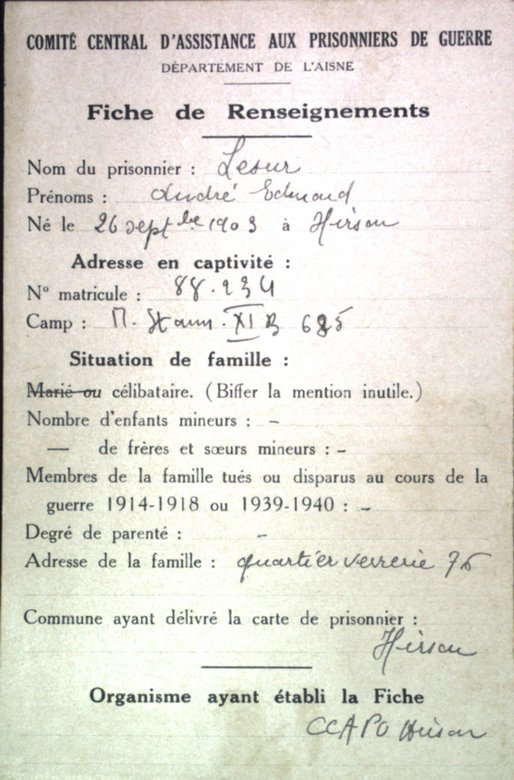 COMITÉ CENTRAL D'ASSISTANCE AUX PRISONNIERS DE GUERRE
DÉPARTEMENT DE L'AISNE
Fiche de Renseignements
Nom du prisonnier : Lesur
Prénoms : André Edmond
Né le 26 septbre 1903 à Hirson
Adresse en captivité :
N° matricule : 88.234
Camp : M. Stam. XI B 685
Situation de famille :
Marié ou célibataire. (Biffer la mention inutile.)
Nombre d'enfants mineurs : -
— de frères et sœurs mineurs : -
Membres de la famille tués ou disparus au cours de la
guerre 1914-1918 ou 1939-1940 : -
Degré de parenté : -
Adresse de la famille : quartier verrerie 76
Commune ayant délivré la carte de prisonnier :
Hirson
Organisme ayant établi la Fiche
CCAPG Hirson